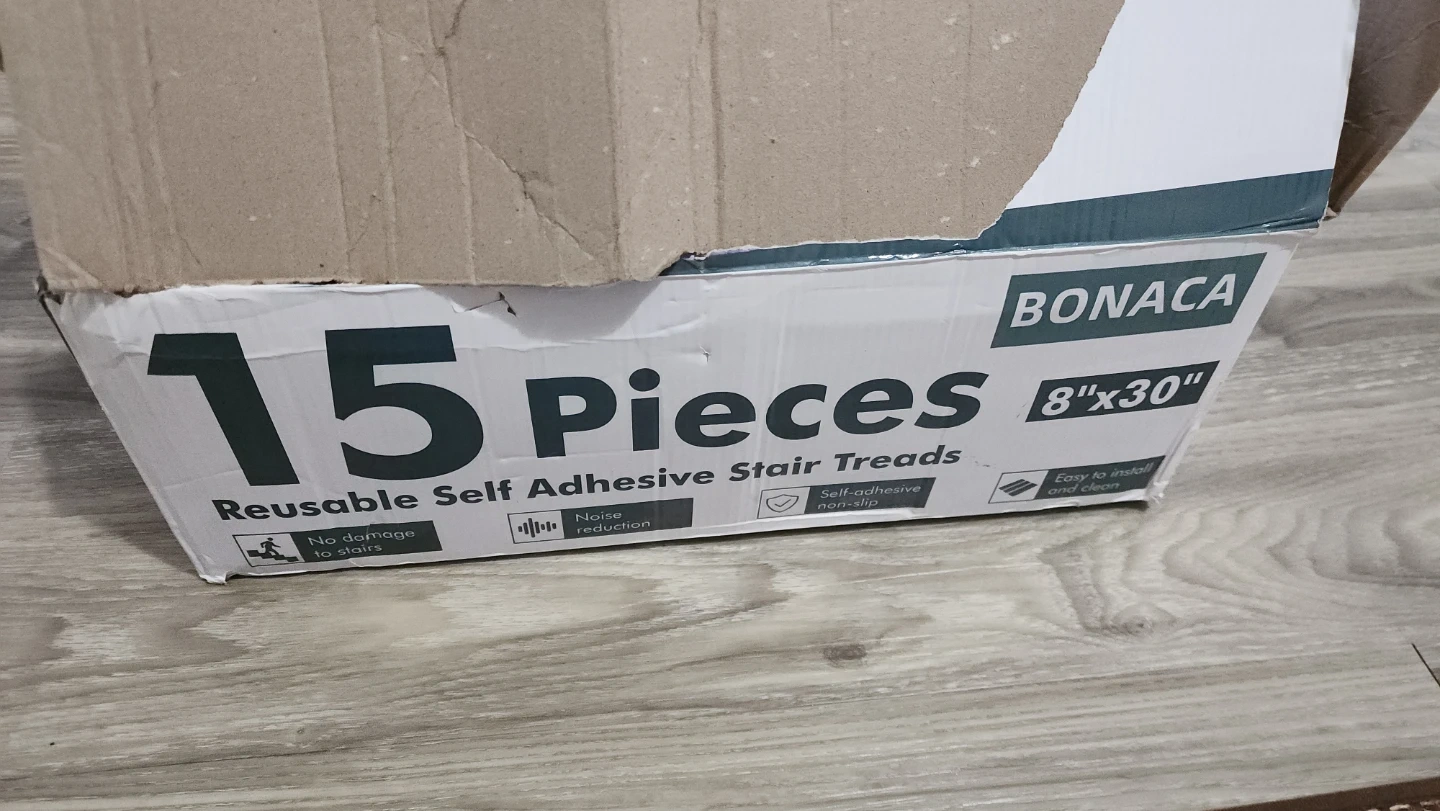 BONACA
15 Pieces
8"x30"
Reusable Self Adhesive Stair Treads
No damage
to stairs
Noise
reduction
Self-adhesive
non-slip
Easy to install
and clean